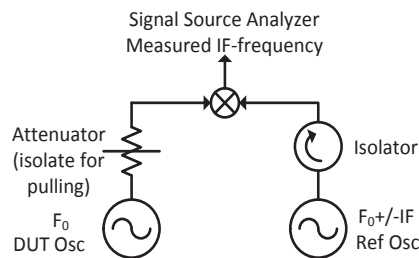 Signal Source Analyzer
Measured IF-frequency
Attenuator
(isolate for
pulling)
Isolator
F₀
DUT Osc
F₀+/-IF
Ref Osc